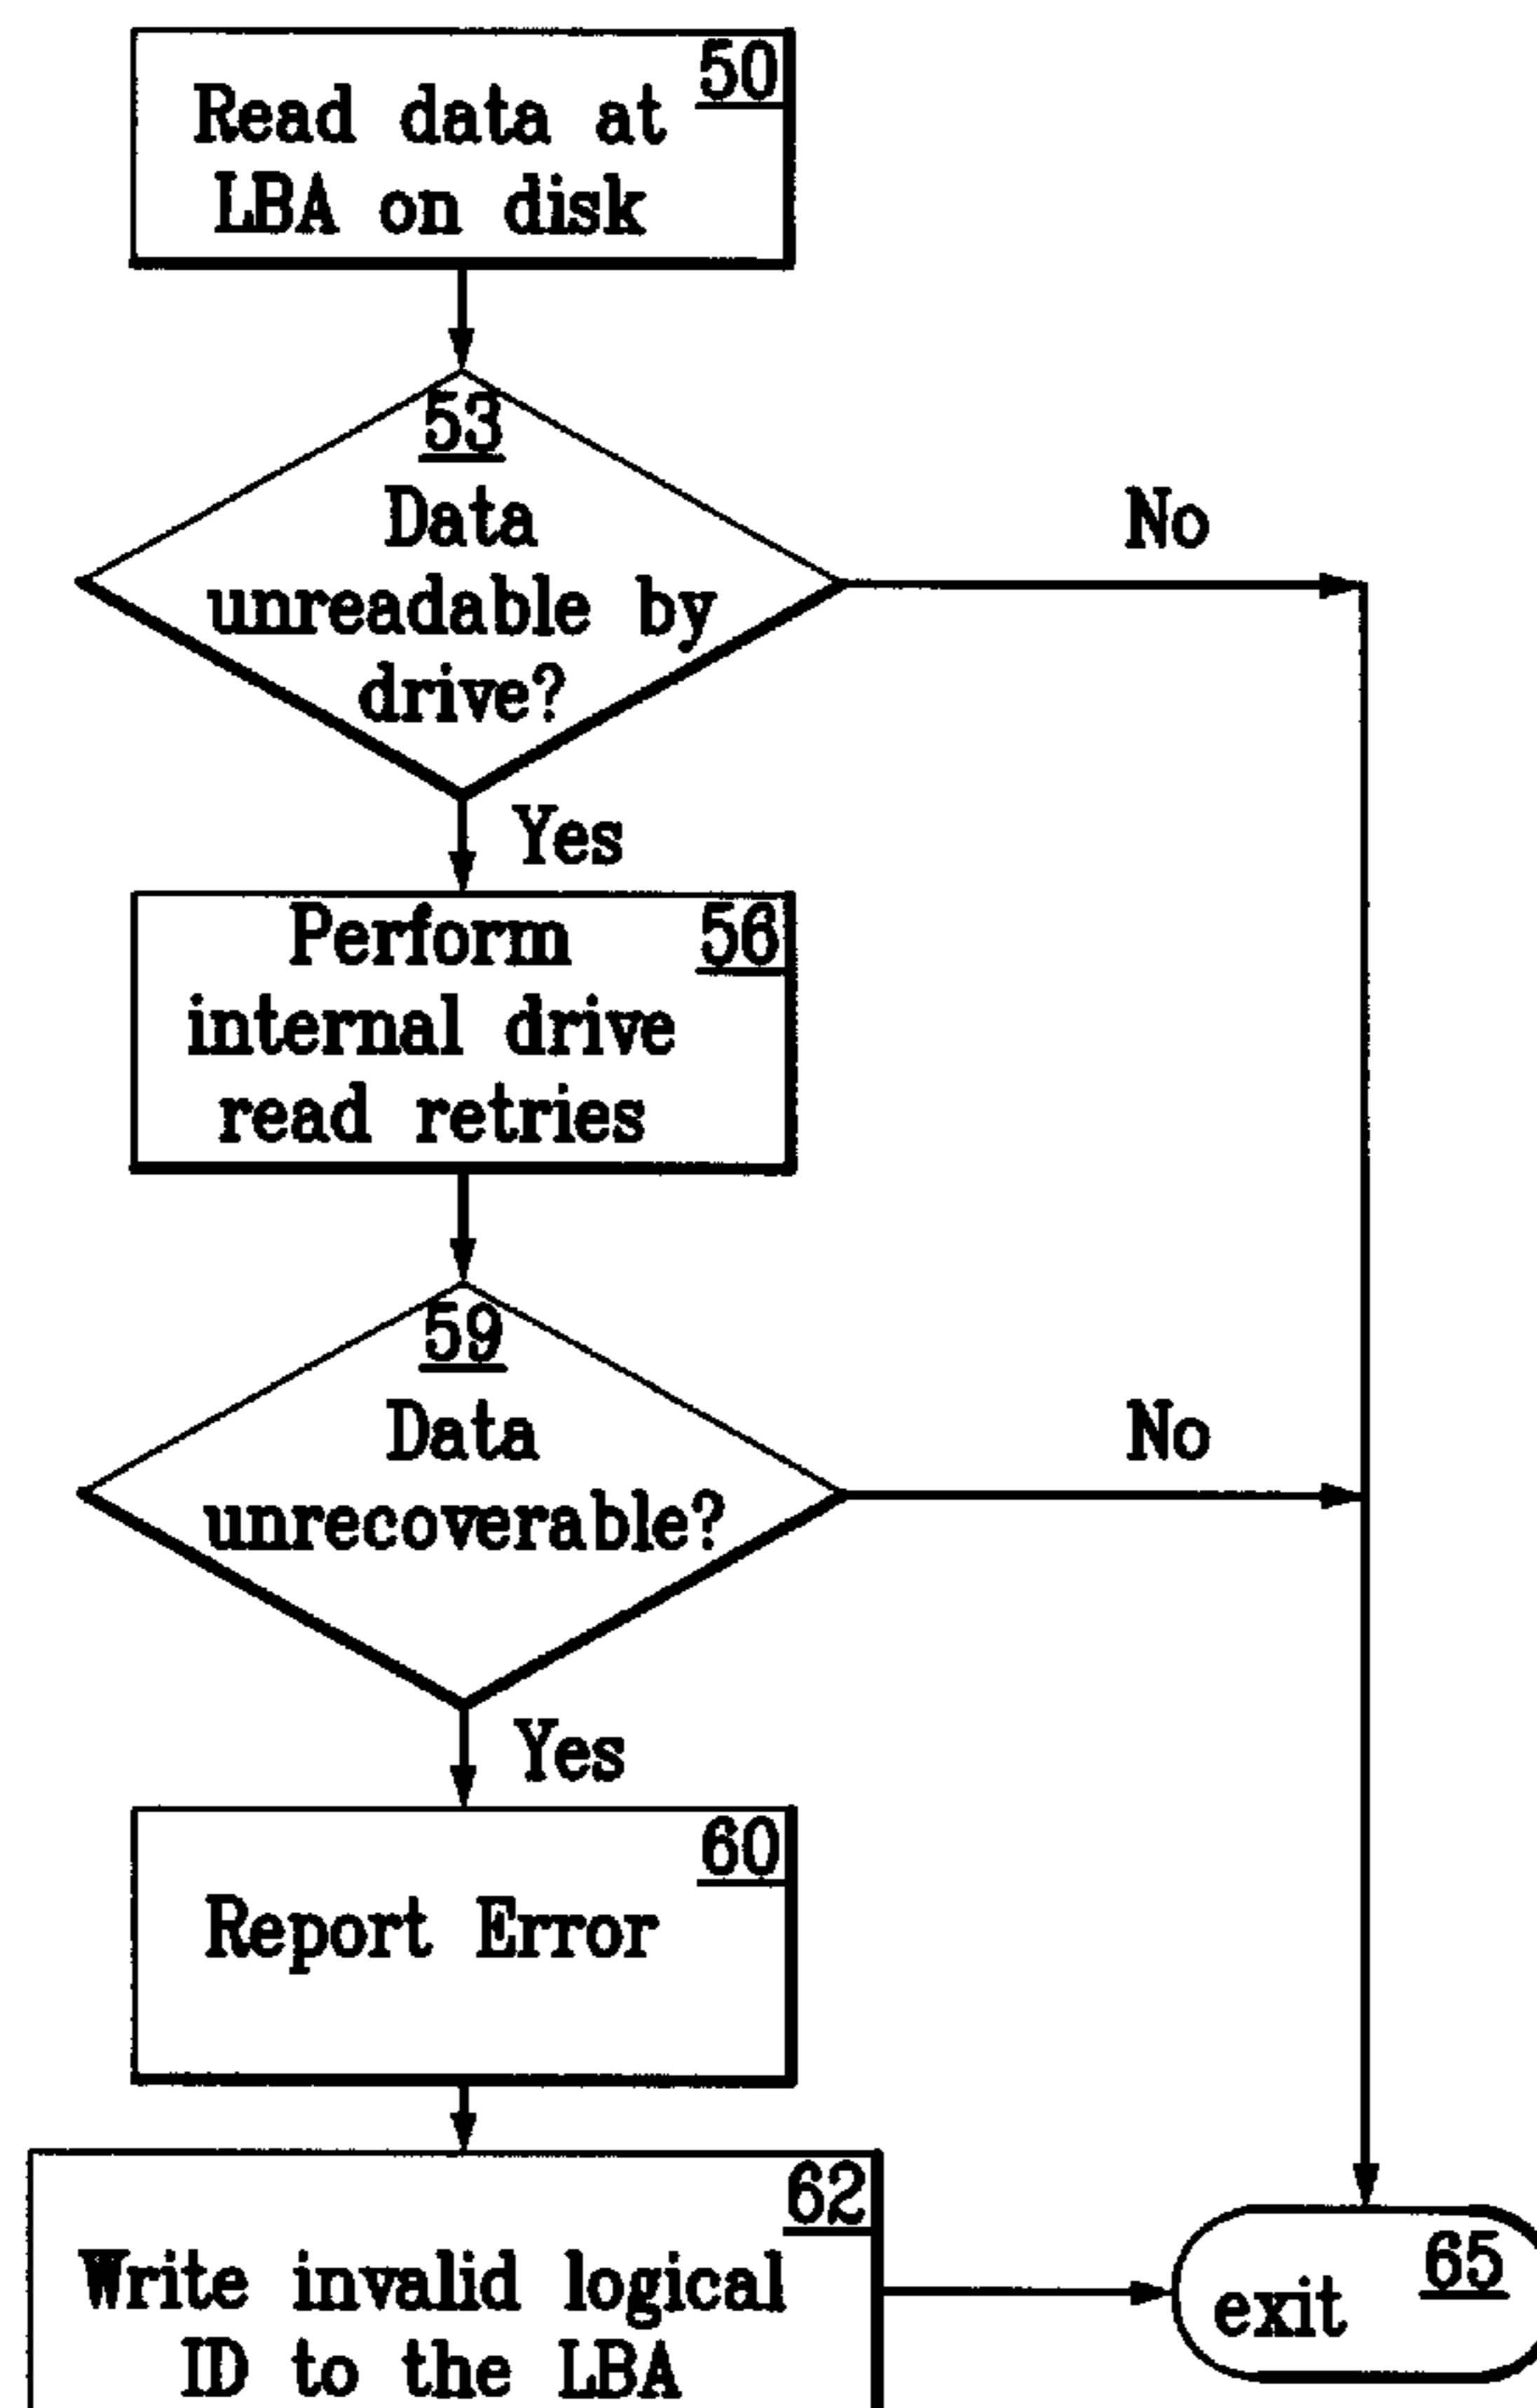 50
Read data at
LBA on disk
53
Data
unreadable by
drive?
No
Yes
Perform 56
internal drive
read retries
59
Data
unrecoverable?
No
Yes
60
Report Error
62
Write invalid logical
ID to the LBA
65
exit